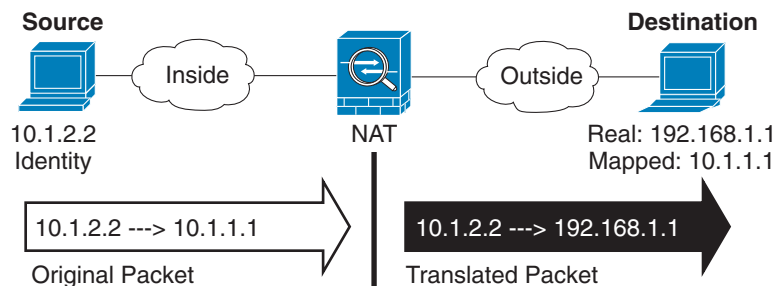 Source
Destination
Inside
Outside
10.1.2.2
Identity
NAT
Real: 192.168.1.1
Mapped: 10.1.1.1
10.1.2.2 ---> 10.1.1.1
10.1.2.2 ---> 192.168.1.1
Original Packet
Translated Packet